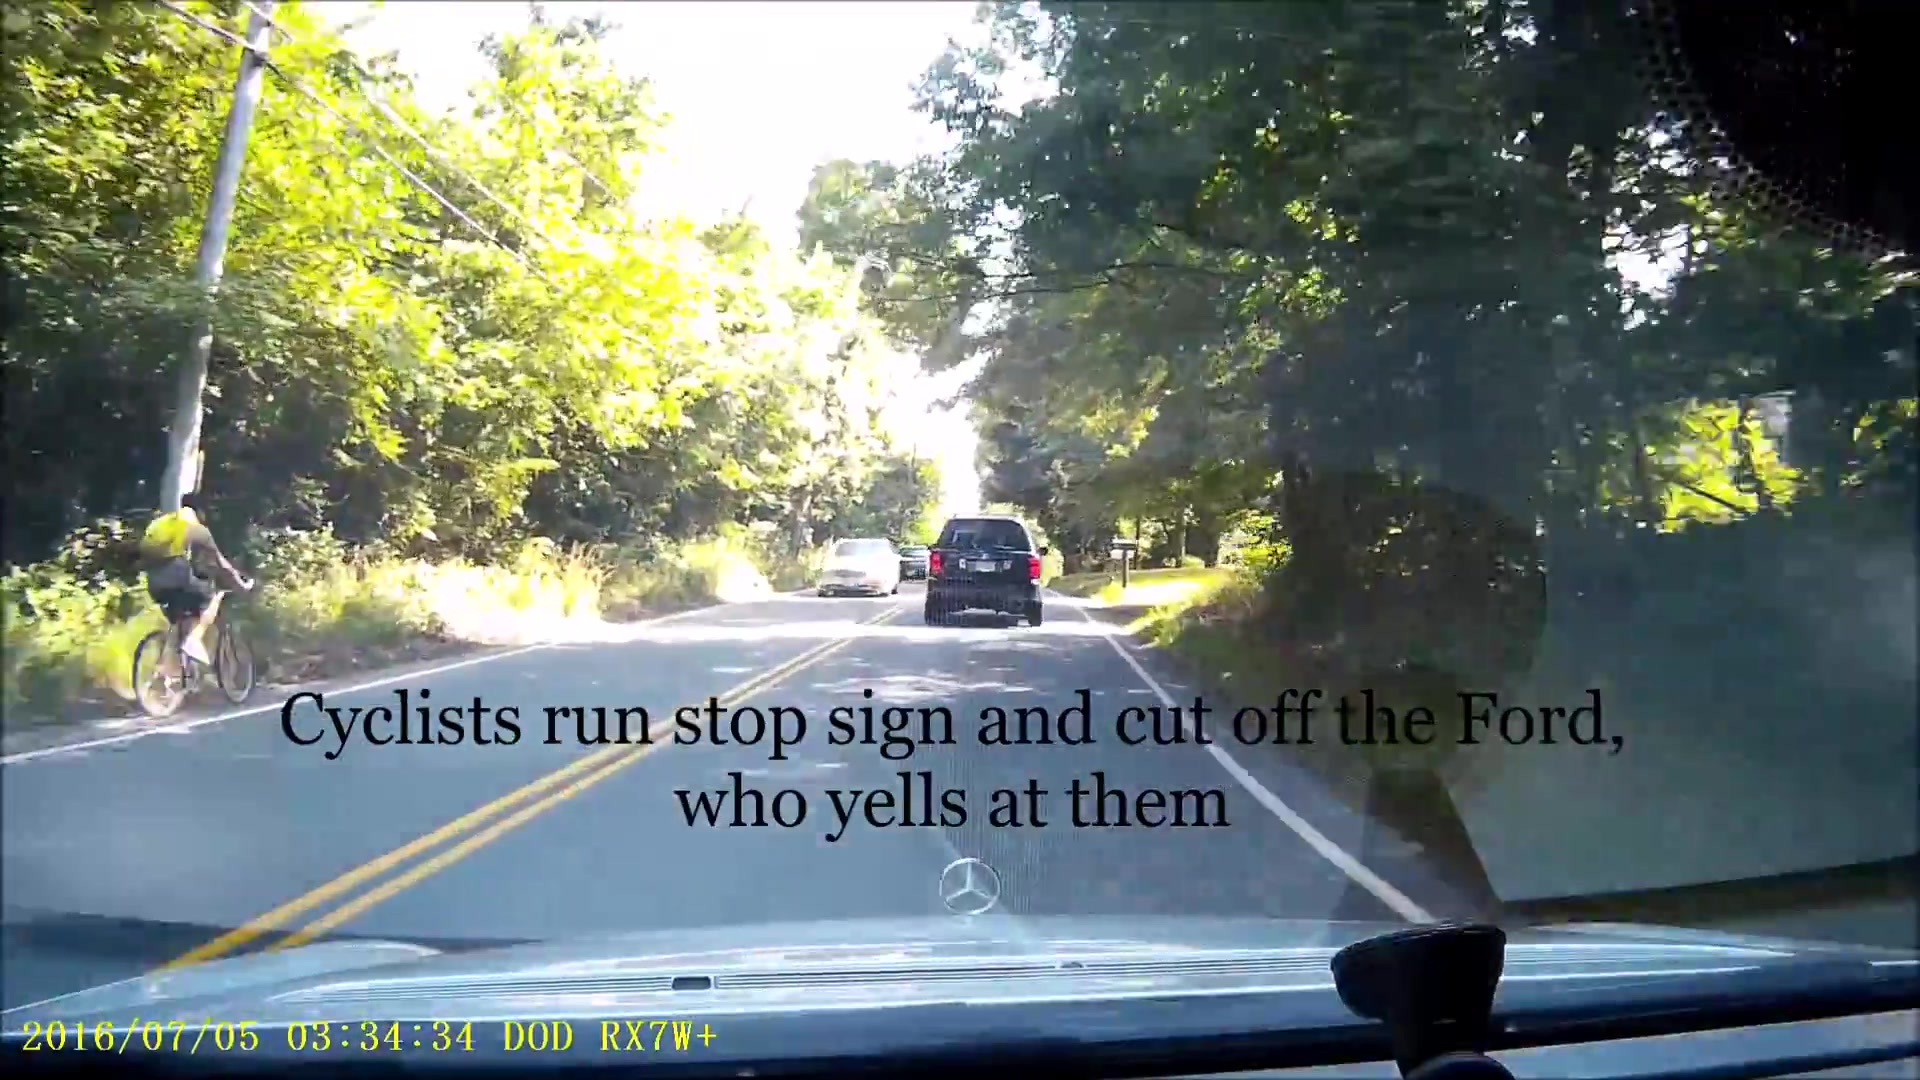 Cyclists run stop sign and cut off the Ford,
who yells at them
2016/07/05 03:34:34 DOD RX7W+